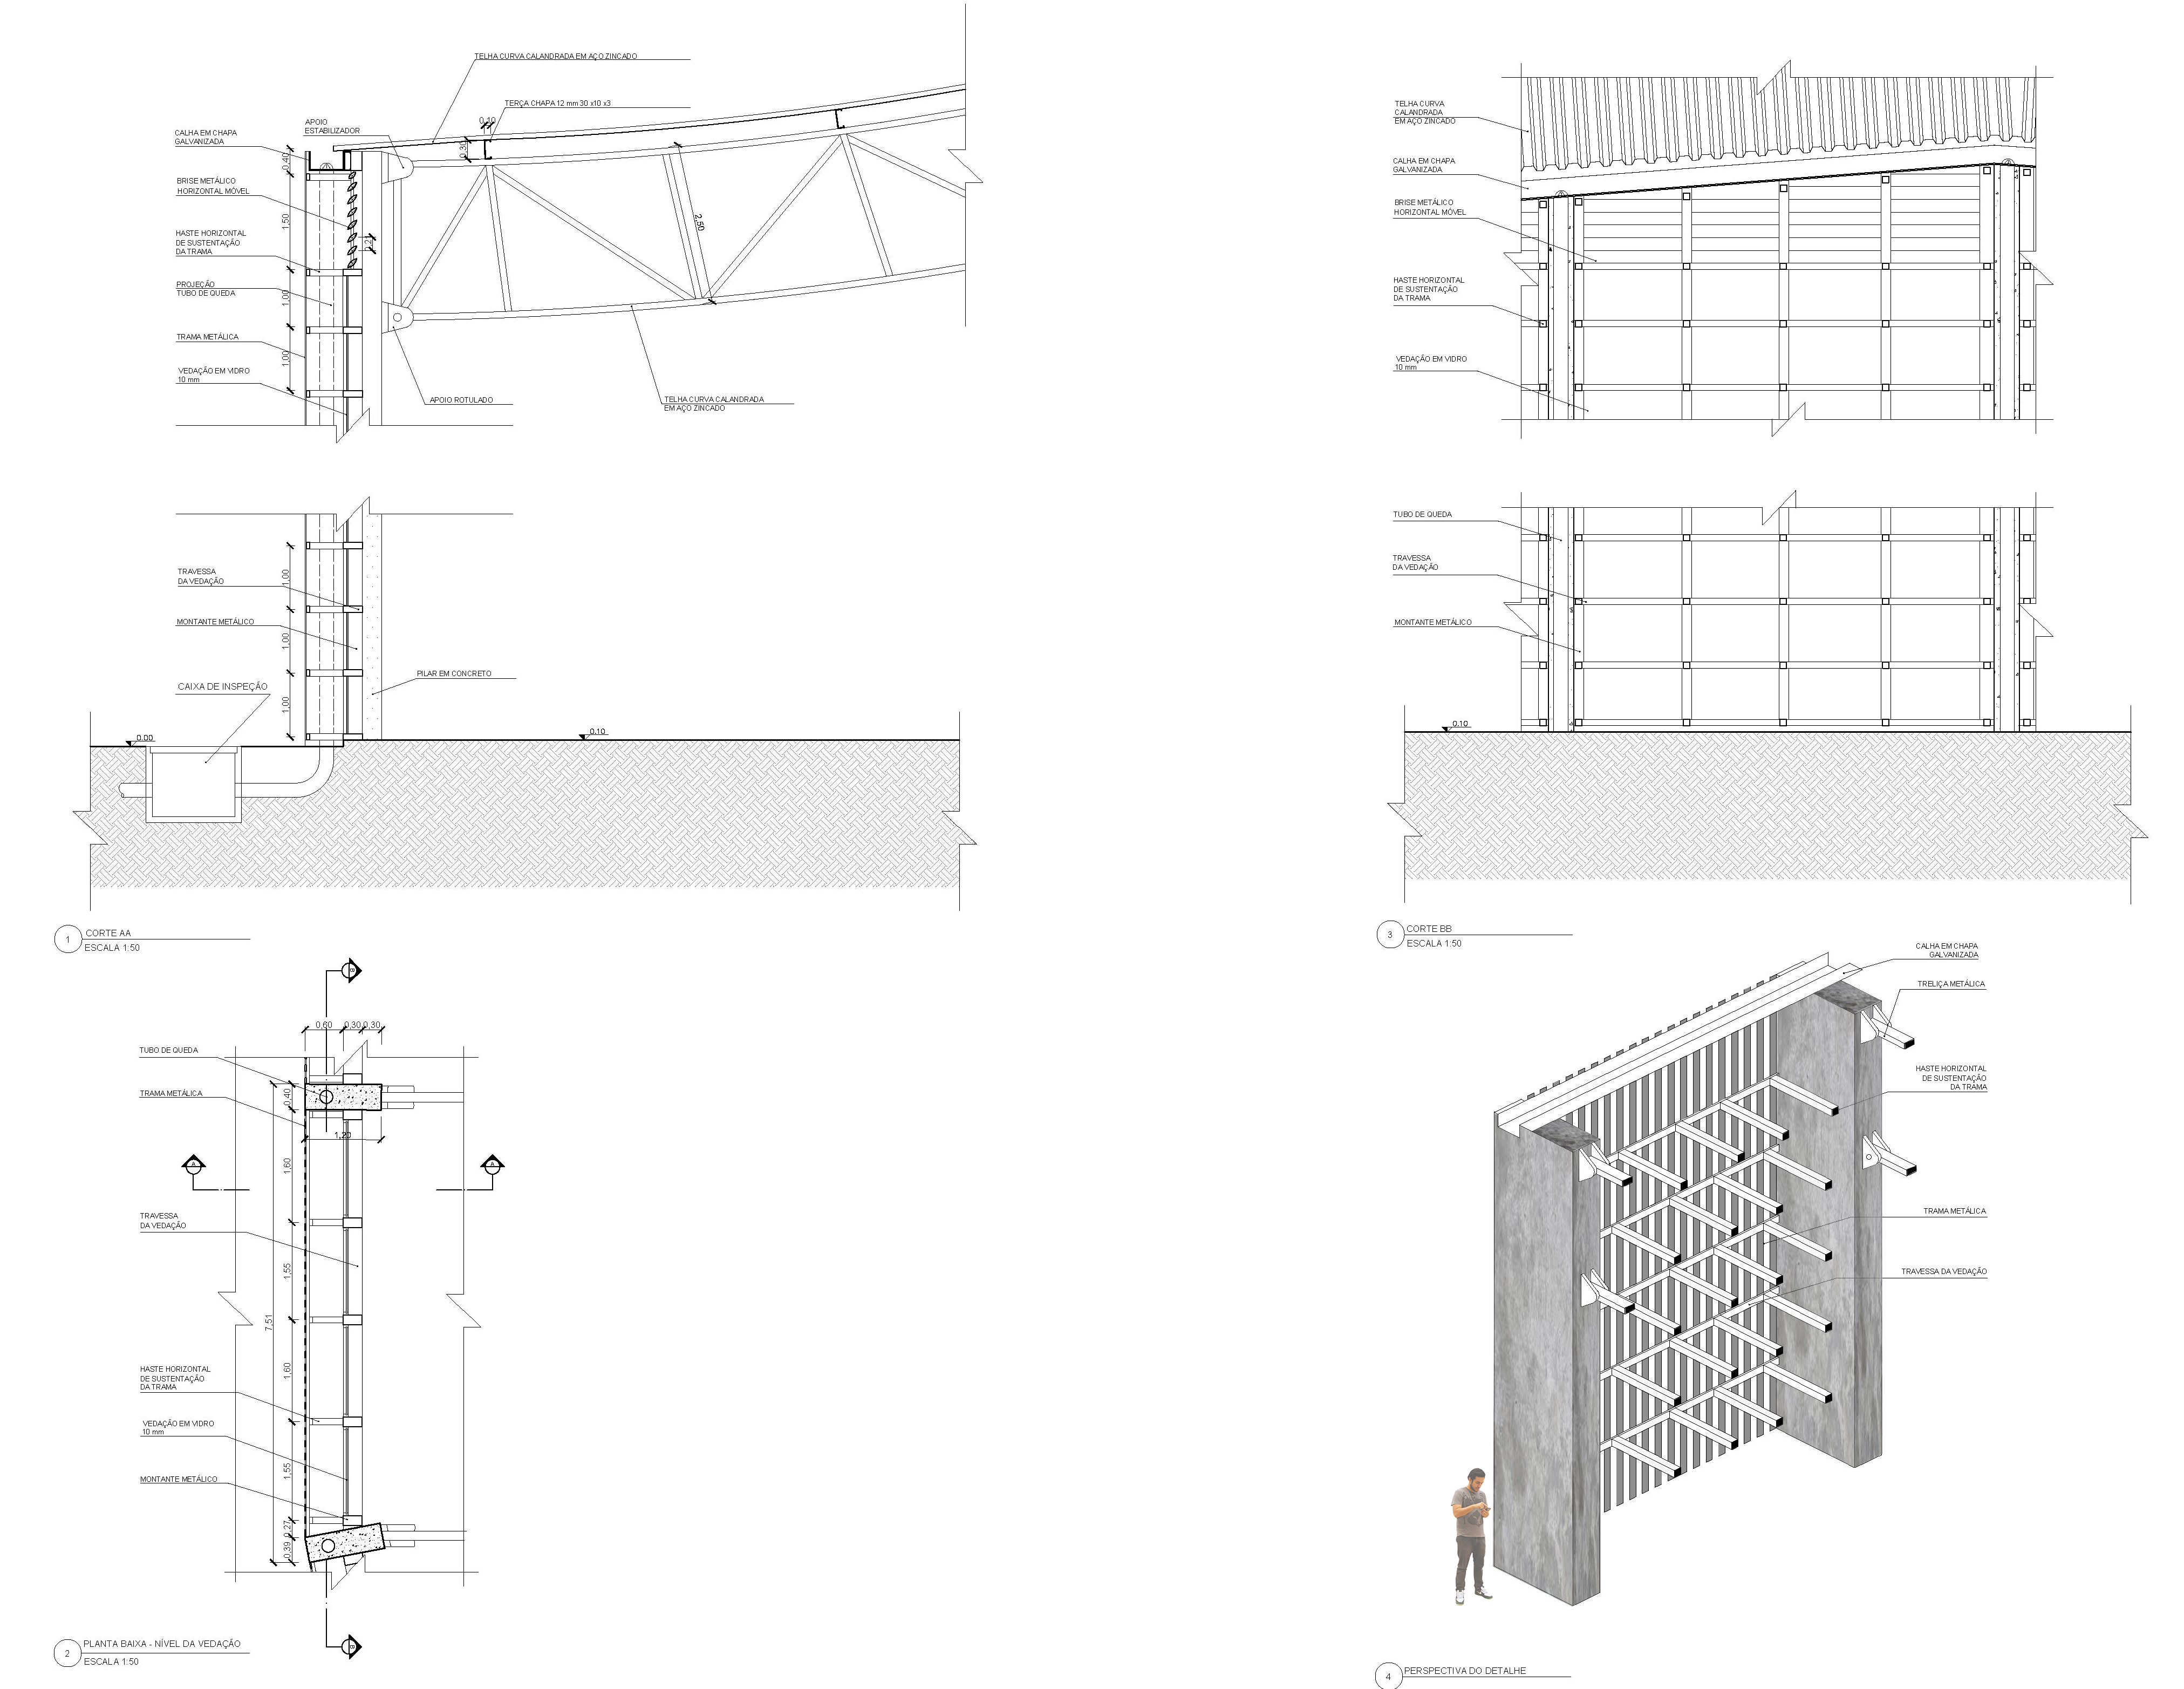 TELHA CURVA CALANDRADA EM AÇO ZINCADO
TERÇA CHAPA 12 mm 30 x10 x3
APOIO
ESTABILIZADOR
CALHA EM CHAPA
GALVANIZADA
0,10
0,30
0,40
BRISE METÁLICO
HORIZONTAL MÓVEL
1,50
2,50
HASTE HORIZONTAL
DE SUSTENTAÇÃO
DA TRAMA
0,21
PROJEÇÃO
TUBO DE QUEDA
1,00
TRAMA METÁLICA
1,00
VEDAÇÃO EM VIDRO
10 mm
APOIO ROTULADO
TELHA CURVA CALANDRADA
EM AÇO ZINCADO
TRAVESSA
DA VEDAÇÃO
1,00
MONTANTE METÁLICO
1,00
PILAR EM CONCRETO
CAIXA DE INSPEÇÃO
1,00
0.00
0.10
1
CORTE AA
ESCALA 1:50
TELHA CURVA
CALANDRADA
EM AÇO ZINCADO
CALHA EM CHAPA
GALVANIZADA
BRISE METÁLICO
HORIZONTAL MÓVEL
HASTE HORIZONTAL
DE SUSTENTAÇÃO
DA TRAMA
VEDAÇÃO EM VIDRO
10 mm
TUBO DE QUEDA
TRAVESSA
DA VEDAÇÃO
MONTANTE METÁLICO
0.10
3
CORTE BB
ESCALA 1:50
B
0,60
0,30
0,30
TUBO DE QUEDA
TRAMA METÁLICA
0,40
1,20
1,60
A
A
TRAVESSA
DA VEDAÇÃO
1,55
7,51
HASTE HORIZONTAL
DE SUSTENTAÇÃO
DA TRAMA
1,60
VEDAÇÃO EM VIDRO
10 mm
1,55
MONTANTE METÁLICO
0,27
0,39
B
2
PLANTA BAIXA - NÍVEL DA VEDAÇÃO
ESCALA 1:50
CALHA EM CHAPA
GALVANIZADA
TRELIÇA METÁLICA
HASTE HORIZONTAL
DE SUSTENTAÇÃO
DA TRAMA
TRAMA METÁLICA
TRAVESSA DA VEDAÇÃO
4
PERSPECTIVA DO DETALHE